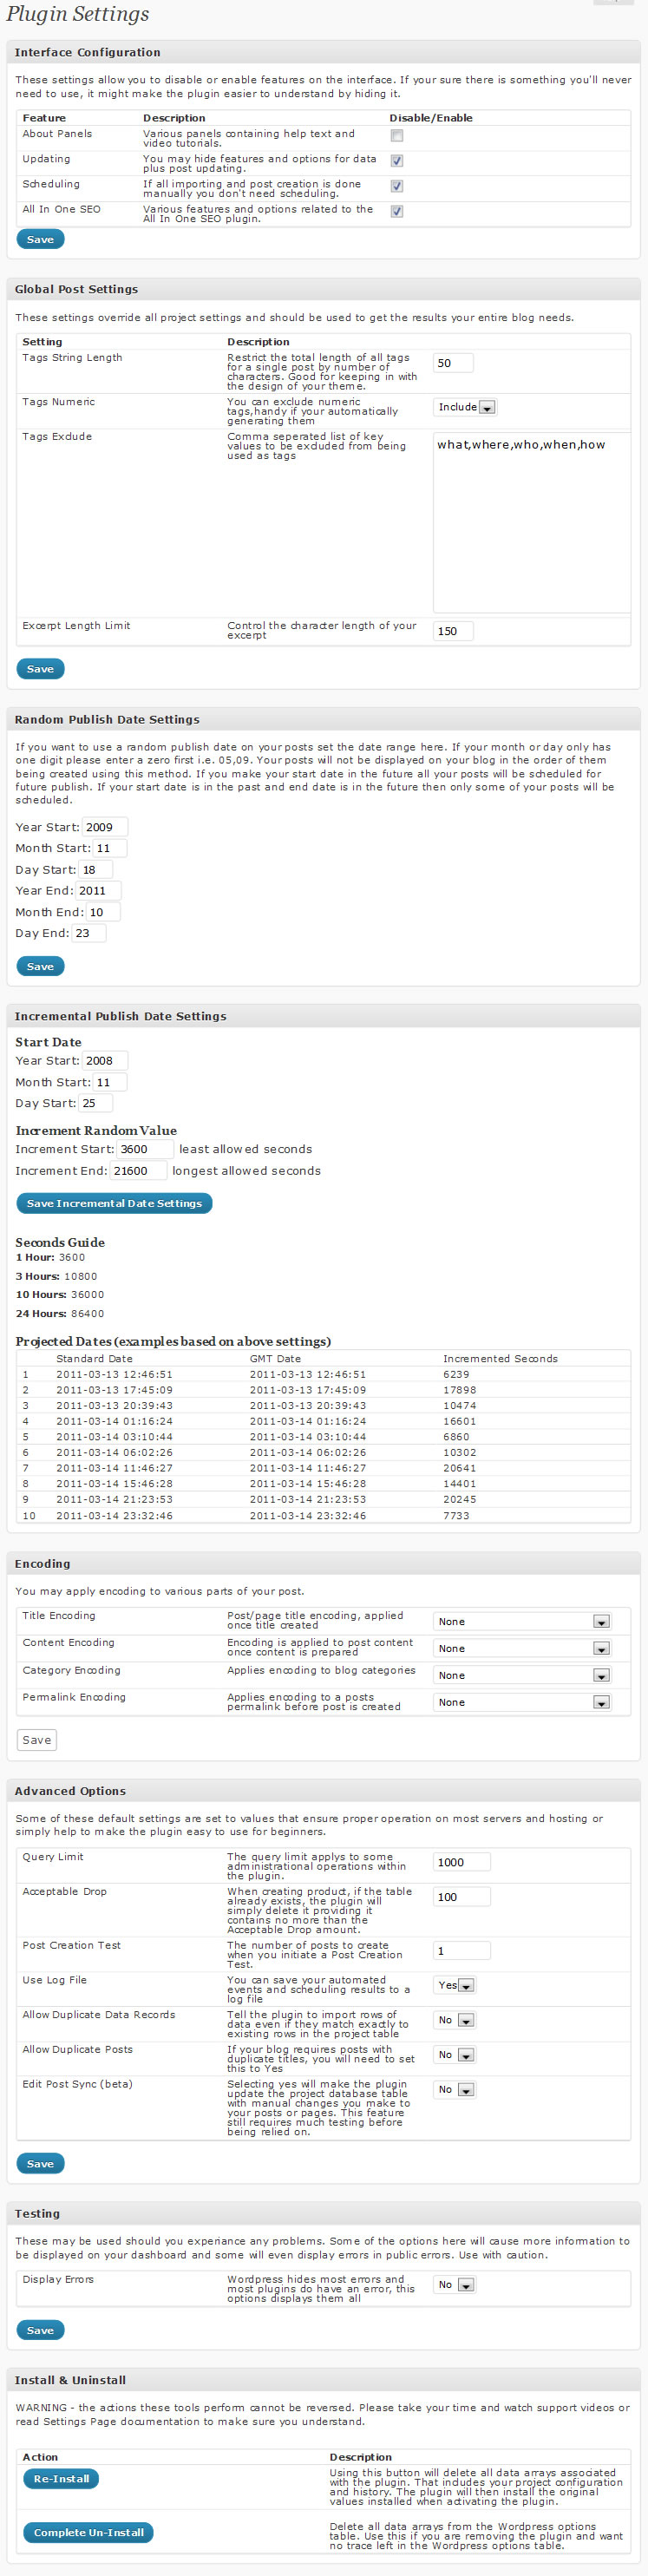 Plugin Settings
Interface Configuration
These settings allow you to disable or enable features on the interface. If your sure there is something you'll never
need to use, it might make the plugin easier to understand by hiding it.
Feature Description Disable/Enable
About Panels Various panels containing help text and
video tutorials.
Updating You may hide features and options for data
plus post updating.
Scheduling If all importing and post creation is done
manually you don't need scheduling.
All In One SEO Various features and options related to the
All In One SEO plugin.
Save
Global Post Settings
These settings override all project settings and should be used to get the results your entire blog needs.
Setting Description
Tags String Length Restrict the total length of all tags 50
for a single post by number of
characters. Good for keeping in with
the design of your theme.
Tags Numeric You can exclude numeric Include
tags,handy if your automatically
generating them
Tags Exclude Comma seperated list of key what,where,who,when,how
values to be excluded from being
used as tags
Excerpt Length Limit Control the character length of your 150
excerpt
Save
Random Publish Date Settings
If you want to use a random publish date on your posts set the date range here. If your month or day only has
one digit please enter a zero first i.e. 05,09. Your posts will not be displayed on your blog in the order of them
being created using this method. If you make your start date in the future all your posts will be scheduled for
future publish. If your start date is in the past and end date is in the future then only some of your posts will be
scheduled.
Year Start: 2009
Month Start: 11
Day Start: 18
Year End: 2011
Month End: 10
Day End: 23
Save
Incremental Publish Date Settings
Start Date
Year Start: 2008
Month Start: 11
Day Start: 25
Increment Random Value
Increment Start: 3600 least allowed seconds
Increment End: 21600 longest allowed seconds
Save Incremental Date Settings
Seconds Guide
1 Hour: 3600
3 Hours: 10800
10 Hours: 36000
24 Hours: 86400
Projected Dates (examples based on above settings)
Standard Date GMT Date Incremented Seconds
1 2011-03-13 12:46:51 2011-03-13 12:46:51 6239
2 2011-03-13 17:45:09 2011-03-13 17:45:09 17898
3 2011-03-13 20:39:43 2011-03-13 20:39:43 10474
4 2011-03-14 01:16:24 2011-03-14 01:16:24 16601
5 2011-03-14 03:10:44 2011-03-14 03:10:44 6860
6 2011-03-14 06:02:26 2011-03-14 06:02:26 10302
7 2011-03-14 11:46:27 2011-03-14 11:46:27 20641
8 2011-03-14 15:46:28 2011-03-14 15:46:28 14401
9 2011-03-14 21:23:53 2011-03-14 21:23:53 20245
10 2011-03-14 23:32:46 2011-03-14 23:32:46 7733
Encoding
You may apply encoding to various parts of your post.
Title Encoding Post/page title encoding, applied None
once title created
Content Encoding Encoding is applied to post content None
once content is prepared
Category Encoding Applies encoding to blog categories None
Permalink Encoding Applies encoding to a posts None
permalink before post is created
Save
Advanced Options
Some of these default settings are set to values that ensure proper operation on most servers and hosting or
simply help to make the plugin easy to use for beginners.
Query Limit The query limit applys to some 1000
administrational operations within
the plugin.
Acceptable Drop When creating product, if the table 100
already exists, the plugin will
simply delete it providing it
contains no more than the
Acceptable Drop amount.
Post Creation Test The number of posts to create 1
when you initiate a Post Creation
Test.
Use Log File You can save your automated Yes
events and scheduling results to a
log file
Allow Duplicate Data Records Tell the plugin to import rows of No
data even if they match exactly to
existing rows in the project table
Allow Duplicate Posts If your blog requires posts with No
duplicate titles, you will need to set
this to Yes
Edit Post Sync (beta) Selecting yes will make the plugin No
update the project database table
with manual changes you make to
your posts or pages. This feature
still requires much testing before
being relied on.
Save
Testing
These may be used should you experiance any problems. Some of the options here will cause more information to
be displayed on your dashboard and some will even display errors in public errors. Use with caution.
Display Errors Wordpress hides most errors and No
most plugins do have an error, this
options displays them all
Save
Install & Uninstall
WARNING - the actions these tools perform cannot be reversed. Please take your time and watch support videos or
read Settings Page documentation to make sure you understand.
Action Description
Re-Install Using this button will delete all data arrays associated
with the plugin. That includes your project configuration
and history. The plugin will then install the original
values installed when activating the plugin.
Complete Un-Install Delete all data arrays from the Wordpress options
table. Use this if you are removing the plugin and want
no trace left in the Wordpress options table.